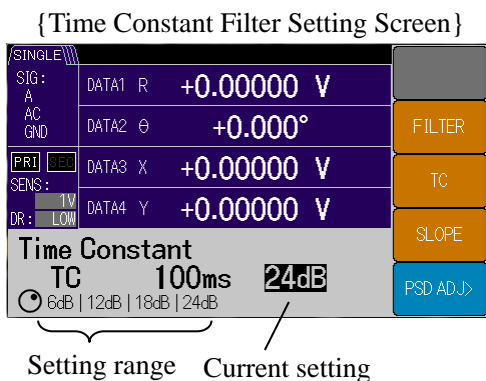 {Time Constant Filter Setting Screen}
SINGLE
SIG:
A
AC
GND
DATA1 R +0.00000 V
DATA2 θ +0.000°
PRI SEC
SENS:
1V
DR: LOW
DATA3 X +0.00000 V
DATA4 Y +0.00000 V
FILTER
TC
SLOPE
PSD ADJ>
Time Constant
TC 100ms 24dB
6dB | 12dB | 18dB | 24dB
Setting range Current setting